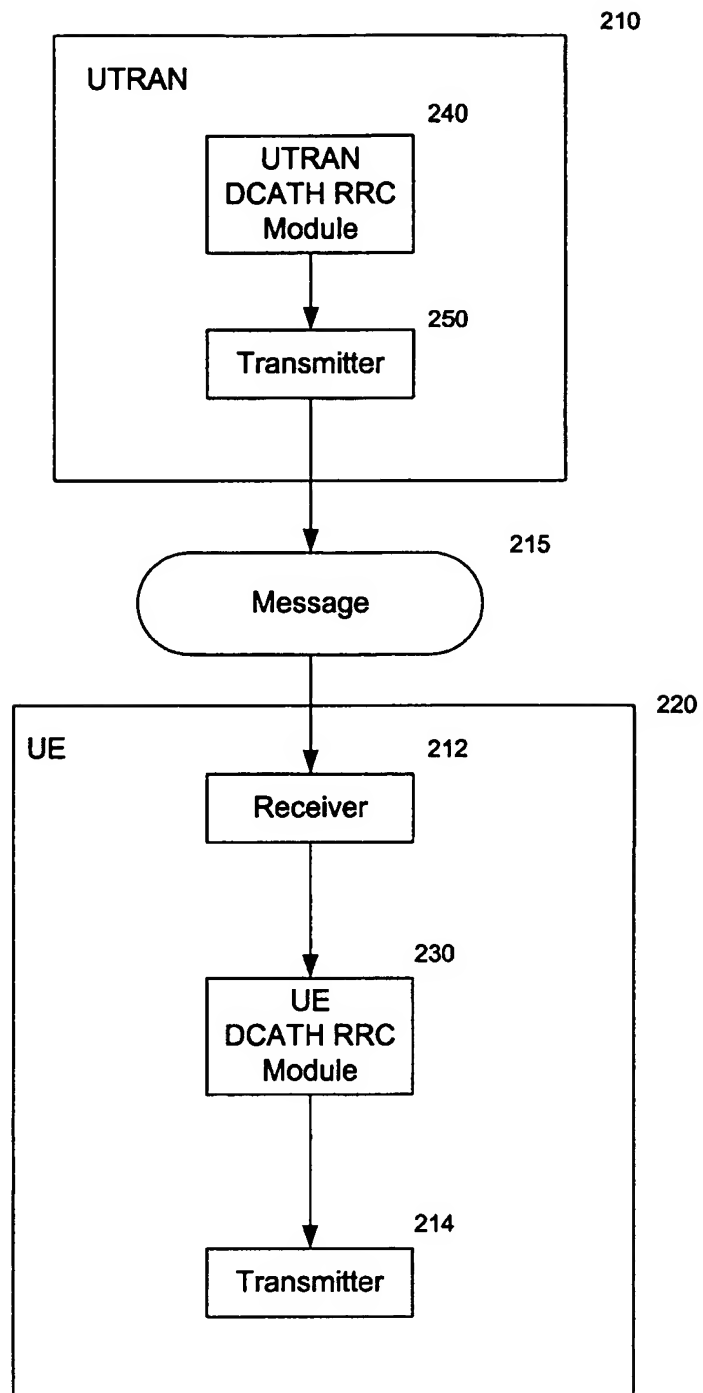 210
UTRAN
240
UTRAN
DCATH RRC
Module
250
Transmitter
215
Message
220
UE
212
Receiver
230
UE
DCATH RRC
Module
214
Transmitter